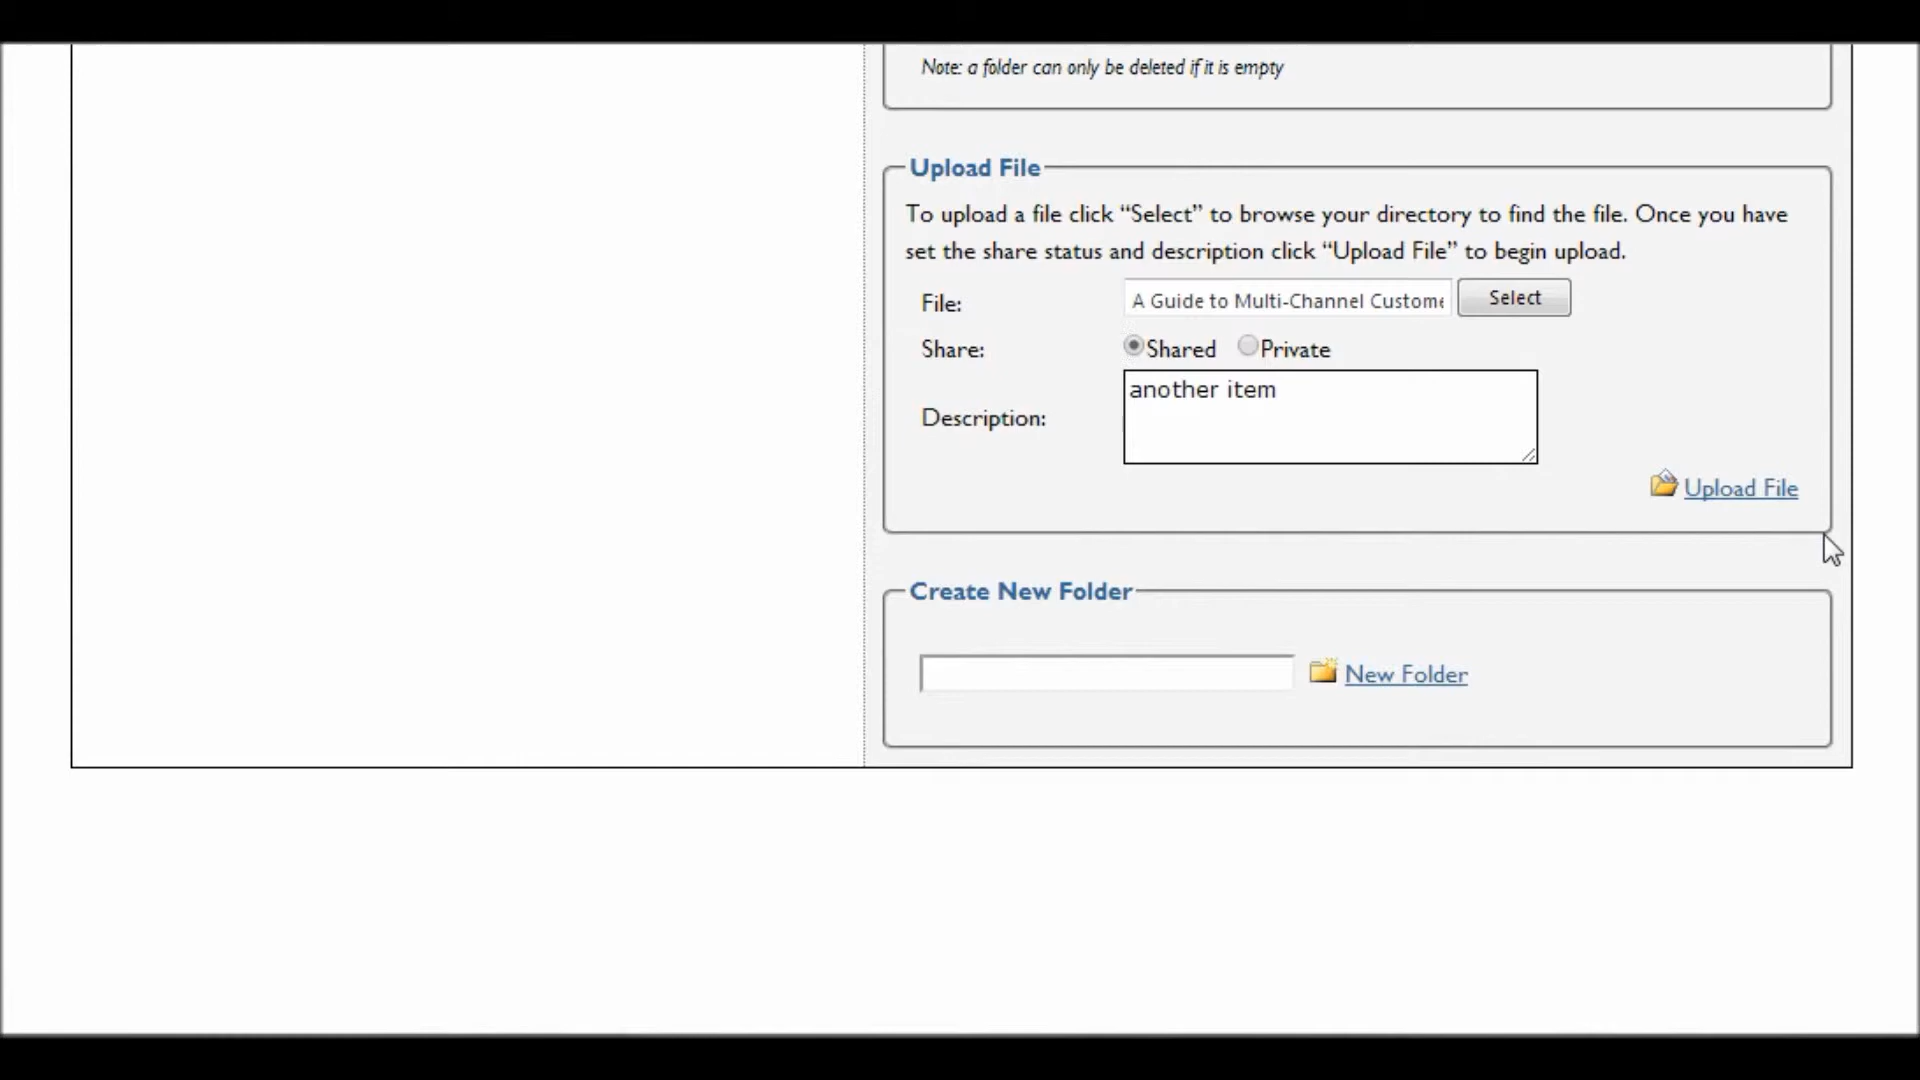 Note: a folder can only be deleted if it is empty
Upload File
To upload a file click “Select” to browse your directory to find the file. Once you have
set the share status and description click “Upload File” to begin upload.
File: A Guide to Multi-Channel Custome Select
Share: Shared Private
Description: another item
Upload File
Create New Folder
New Folder